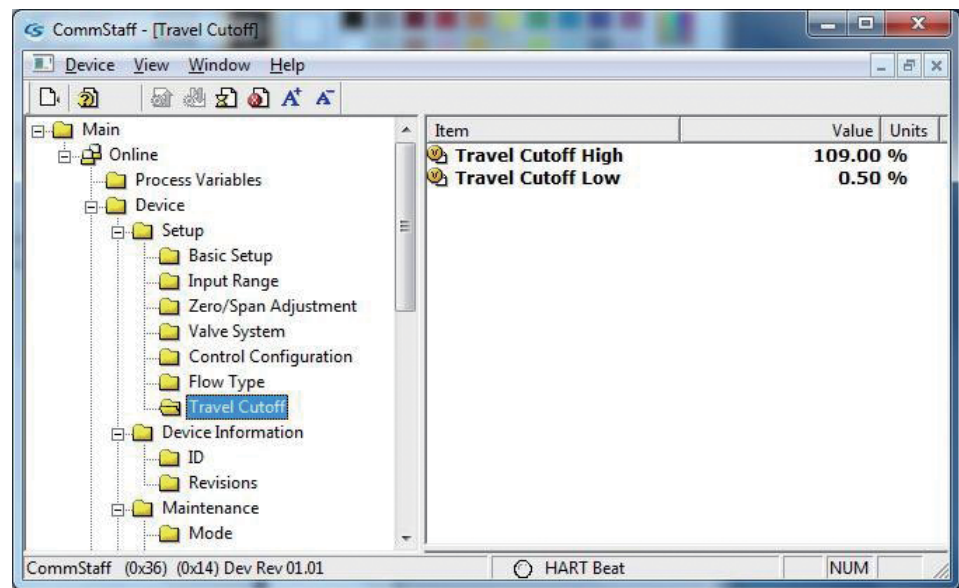 CommStaff - [Travel Cutoff]
Device View Window Help
A+ A-
Main
Online
Process Variables
Device
Setup
Basic Setup
Input Range
Zero/Span Adjustment
Valve System
Control Configuration
Flow Type
Travel Cutoff
Device Information
ID
Revisions
Maintenance
Mode
Item Value Units
Travel Cutoff High 109.00 %
Travel Cutoff Low 0.50 %
CommStaff (0x36) (0x14) Dev Rev 01.01 HART Beat NUM